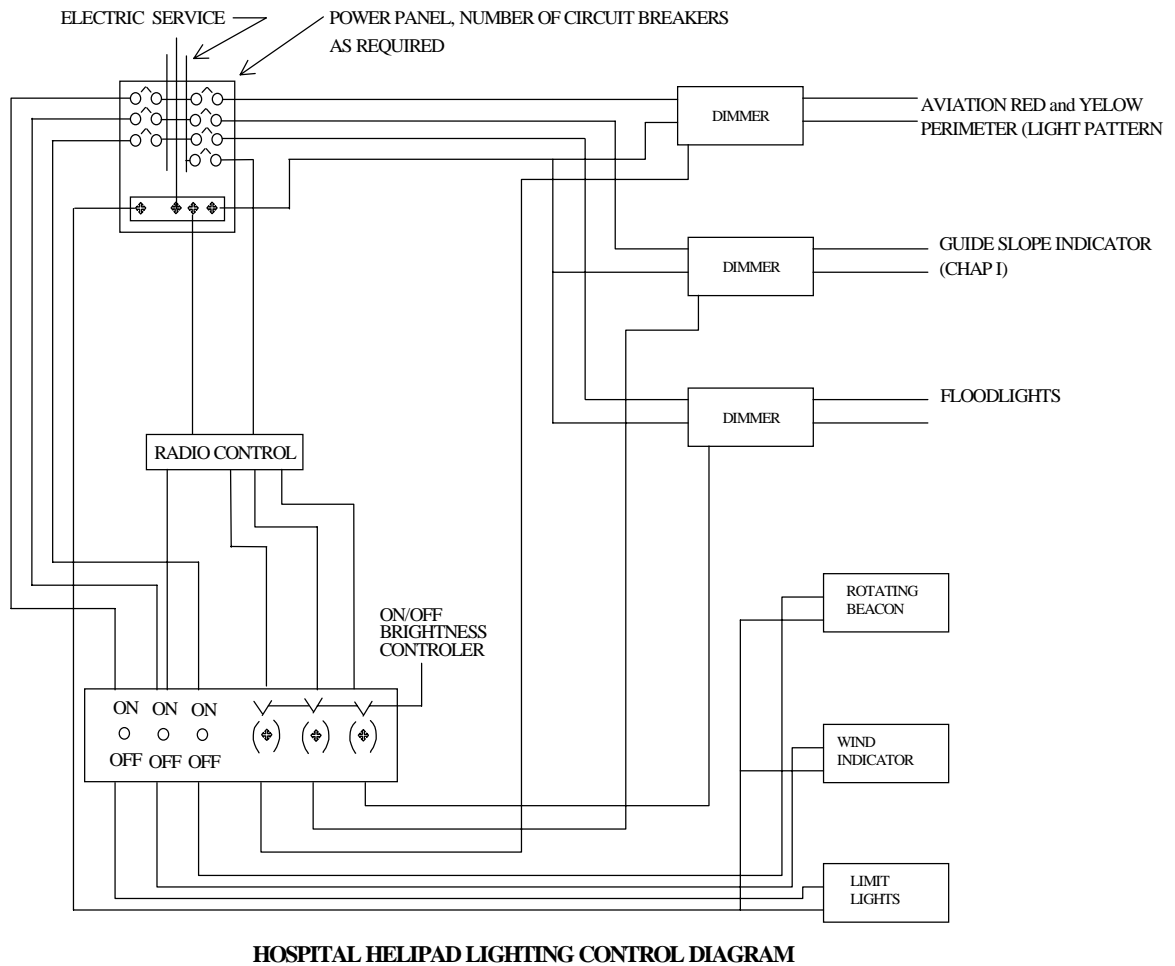 ELECTRIC SERVICE
POWER PANEL, NUMBER OF CIRCUIT BREAKERS
AS REQUIRED
DIMMER
AVIATION RED and YELOW
PERIMETER (LIGHT PATTERN
DIMMER
GUIDE SLOPE INDICATOR
(CHAP I)
DIMMER
FLOODLIGHTS
RADIO CONTROL
ROTATING
BEACON
ON/OFF
BRIGHTNESS
CONTROLER
ON ON ON
OFF OFF OFF
WIND
INDICATOR
LIMIT
LIGHTS
HOSPITAL HELIPAD LIGHTING CONTROL DIAGRAM